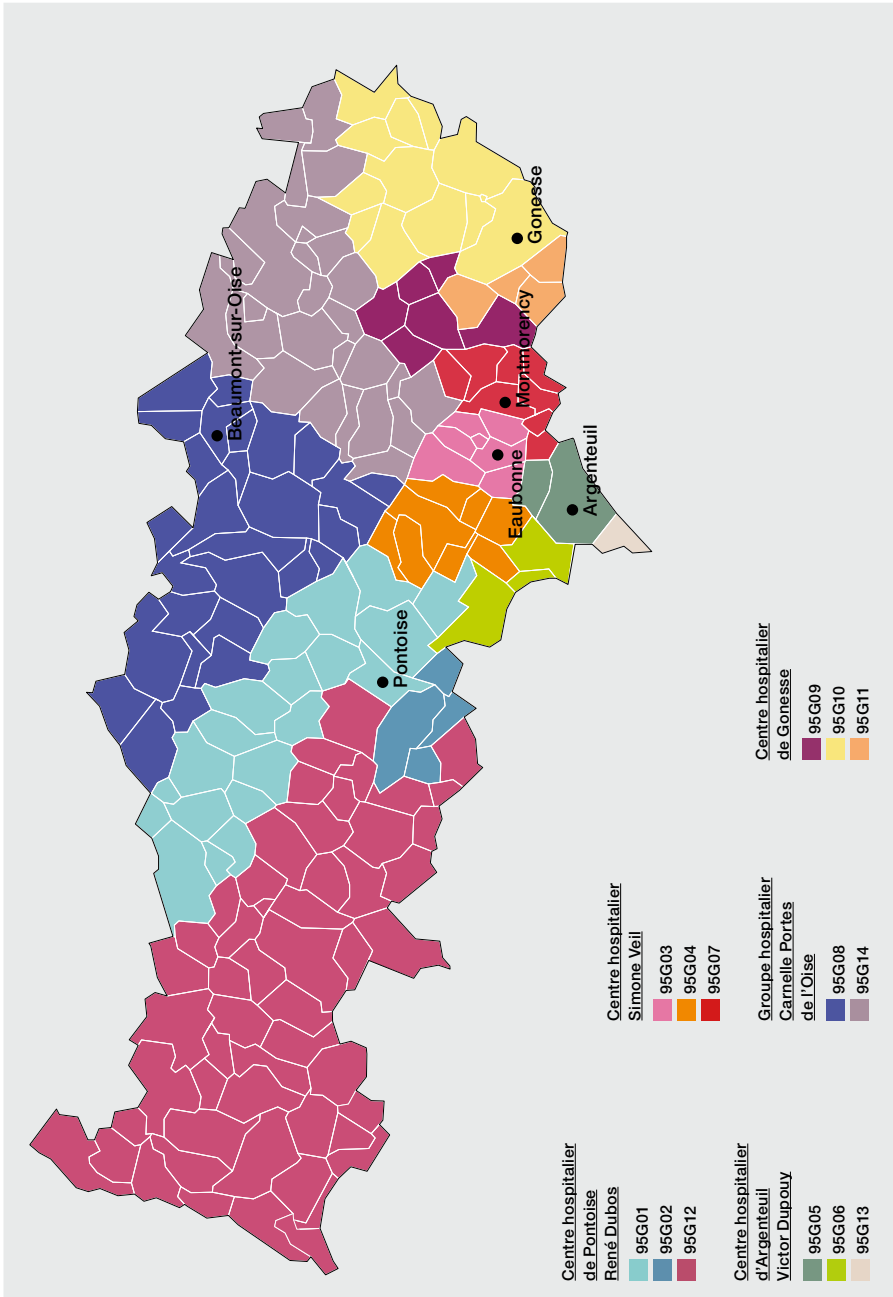 Beaumont-sur-Oise
Gonesse
Montmorency
Eaubonne
Argenteuil
Pontoise
Centre hospitalier
de Pontoise
René Dubos
95G01
95G02
95G12
Centre hospitalier
d'Argenteuil
Victor Dupouy
95G05
95G06
95G13
Centre hospitalier
Simone Veil
95G03
95G04
95G07
Groupe hospitalier
Carnelle Portes
de l'Oise
95G08
95G14
Centre hospitalier
de Gonesse
95G09
95G10
95G11